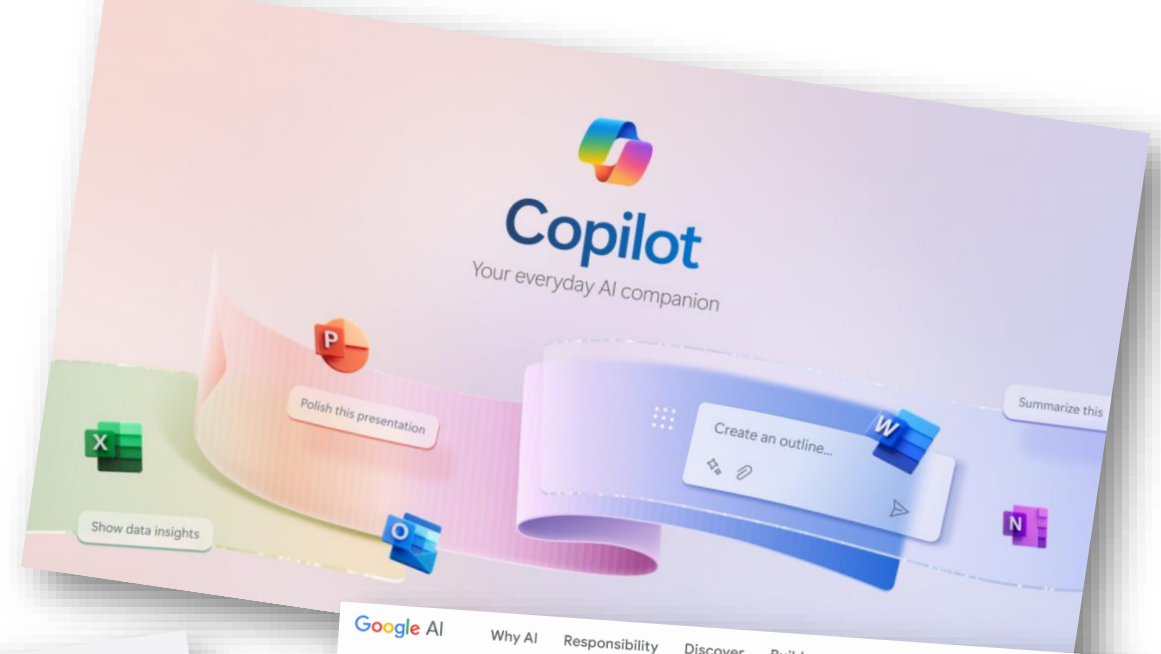 Copilot
Your everyday AI companion
P
Polish this presentation
Summarize this
W
Create an outline...
X
N
O
Show data insights
Google AI
Why AI Responsibility Discover